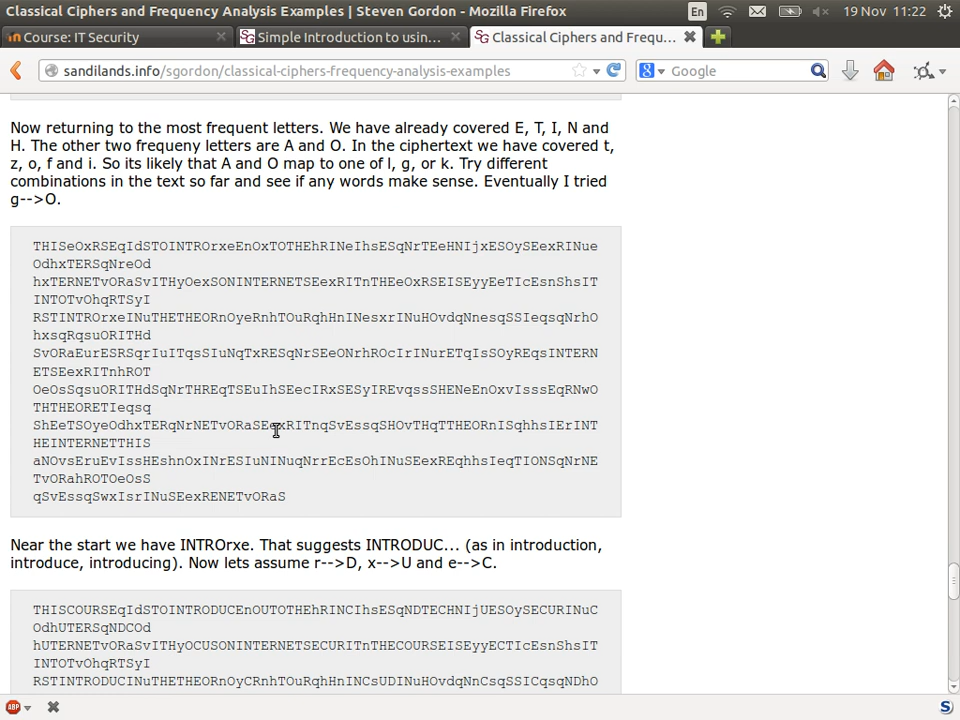 Classical Ciphers and Frequency Analysis Examples | Steven Gordon - Mozilla Firefox
En
19 Nov 11:22
Course: IT Security
Simple Introduction to usin...
Classical Ciphers and Frequ...
sandilands.info/sgordon/classical-ciphers-frequency-analysis-examples
Google
Now returning to the most frequent letters. We have already covered E, T, I, N and
H. The other two frequeny letters are A and O. In the ciphertext we have covered t,
z, o, f and i. So its likely that A and O map to one of l, g, or k. Try different
combinations in the text so far and see if any words make sense. Eventually I tried
g-->O.
THISeOxRSEqIdSTOINTROrxeEnOxTOTHEhRINeIhsESqNrTEeHNIjxESOySEexRINue
OdhxTERSqNreOd
hxTERNETvORaSvITHyOexSONINTERNETSEexRITnTHEeOxRSEISEyyEeTIcEsnShsIT
INTOTvOhqRTSyI
RSTINTROrxeINuTHETHEORnOyeRnhTOuRqhHnINesxrINuHOvdqNnesqSSIeqsqNrhO
hxsqRqsuORITHd
SvORaEurESRSqrIuITqsSIuNqTxRESqNrSEeONrhROcIrINurETqIsSOyREqsINTERN
ETSEexRITnhROT
OeOsSqsuORITHdSqNrTHREqTSEuIhSEecIRxSESyIREvqssSHENeEnOxvIsssEqRNwO
THTHEORETIeqsq
ShEeTSOyeOdhxTERqNrNETvORaSEexRITnqSvEssqSHOvTHqTTHEORnISqhhsIErINT
HEINTERNETTHIS
aNOvsEruEvIssHEshnOxINrESIuNINuqNrrEcEsOhINuSEexREqhhsIeqTIONSqNrNE
TvORahROTOeOsS
qSvEssqSwxIsrINuSEexRENETvORaS
Near the start we have INTROrxe. That suggests INTRODUC... (as in introduction,
introduce, introducing). Now lets assume r-->D, x-->U and e-->C.
THISCOURSEqIdSTOINTRODUCEnOUTOTHEhRINCIhsESqNDTECHNIjUESOySECURINuC
OdhUTERSqNDCOd
hUTERNETvORaSvITHyOCUSONINTERNETSECURITnTHECOURSEISEyyECTIcEsnShsIT
INTOTvOhqRTSyI
RSTINTRODUCINuTHETHEORnOyCRnhTOuRqhHnINCsUDINuHOvdqNnCsqSSICqsqNDhO
ABP
S